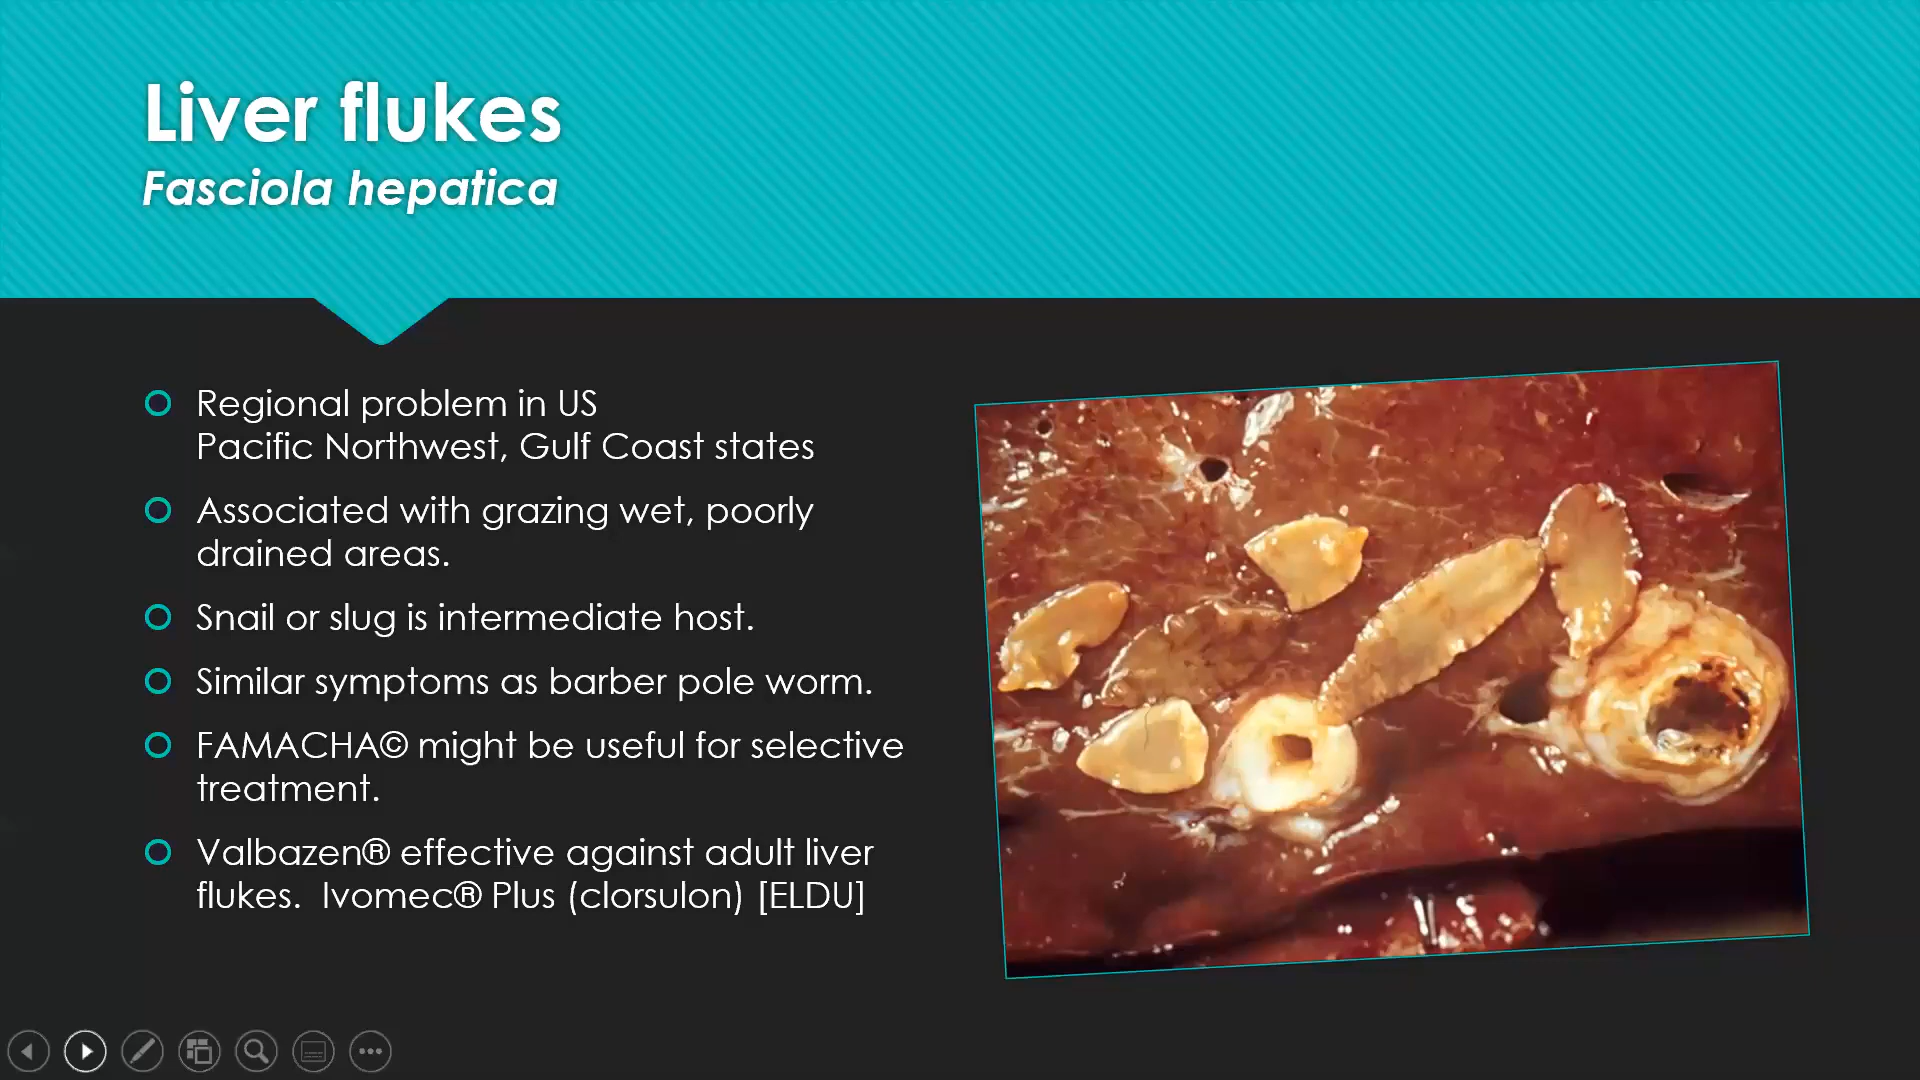 Liver flukes
Fasciola hepatica
Regional problem in US
Pacific Northwest, Gulf Coast states
Associated with grazing wet, poorly
drained areas.
Snail or slug is intermediate host.
Similar symptoms as barber pole worm.
FAMACHA© might be useful for selective
treatment.
Valbazen® effective against adult liver
flukes.  Ivomec® Plus (clorsulon) [ELDU]